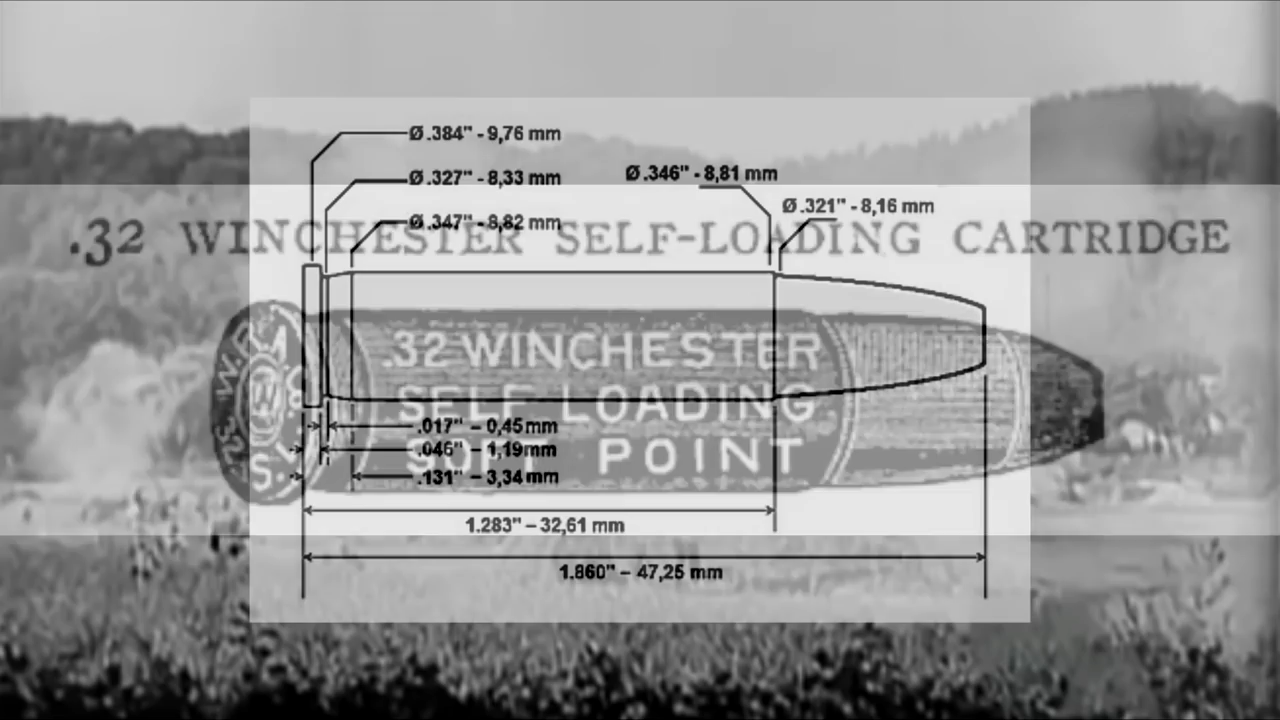 Ø .384" - 9,76 mm
Ø .327" - 8,33 mm
Ø .346" - 8,81 mm
Ø .347" - 8,82 mm
Ø .321" - 8,16 mm
.32 WINCHESTER SELF-LOADING CARTRIDGE
.32 WINCHESTER
SELF LOADING
SOFT POINT
.017" – 0,45 mm
.046" – 1,19 mm
.131" – 3,34 mm
1.283" – 32,61 mm
1.860" – 47,25 mm